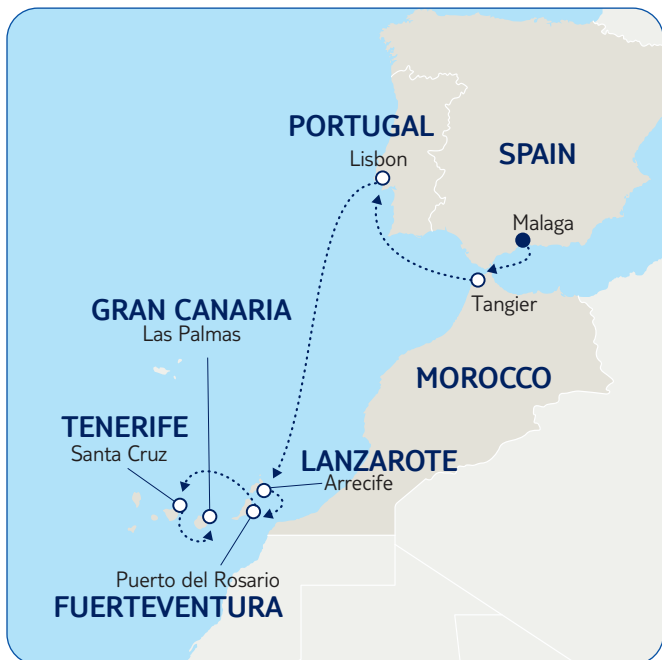 PORTUGAL
Lisbon
SPAIN
Malaga
Tangier
GRAN CANARIA
Las Palmas
MOROCCO
TENERIFE
Santa Cruz
LANZAROTE
Arrecife
Puerto del Rosario
FUERTEVENTURA